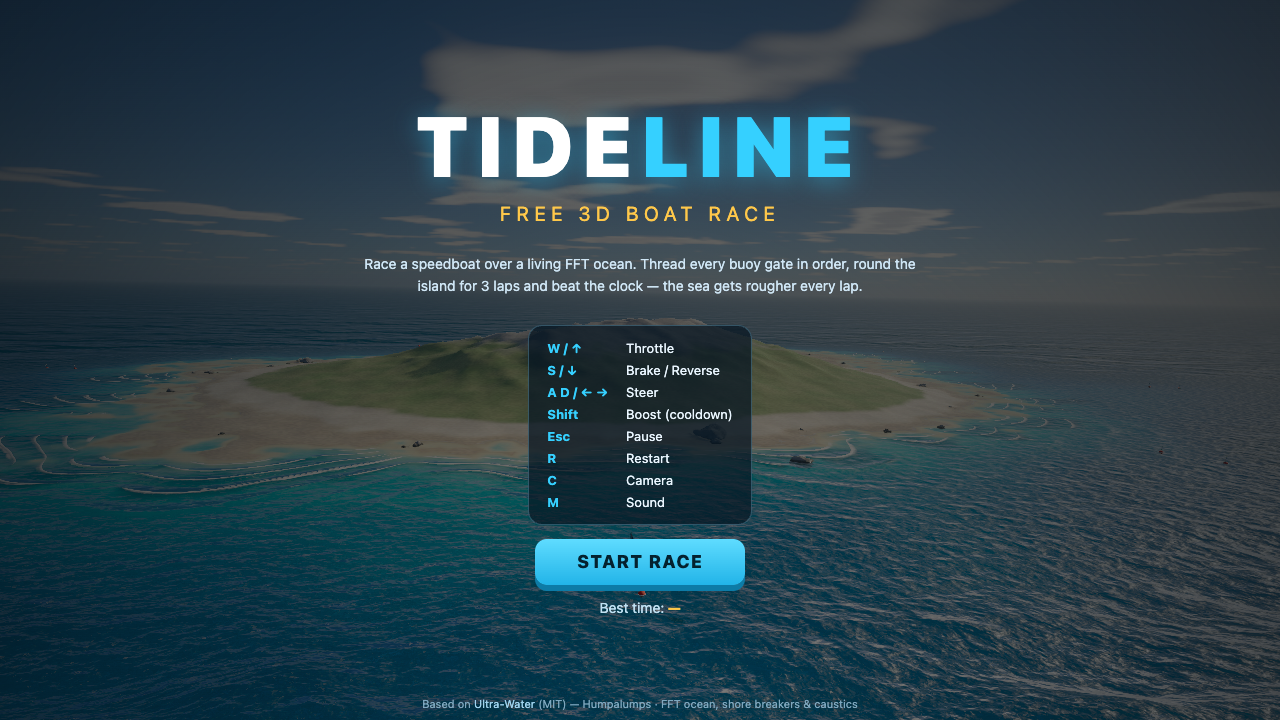 TIDELINE
FREE 3D BOAT RACE
Race a speedboat over a living FFT ocean. Thread every buoy gate in order, round the
island for 3 laps and beat the clock — the sea gets rougher every lap.
W / ↑ Throttle
S / ↓ Brake / Reverse
A D / ← → Steer
Shift Boost (cooldown)
Esc Pause
R Restart
C Camera
M Sound
START RACE
Best time: —
Based on Ultra-Water (MIT) — Humpalumps · FFT ocean, shore breakers & caustics